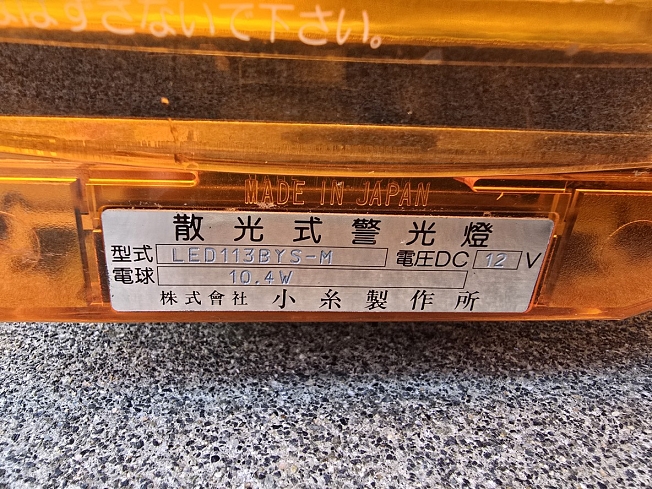 はずさないで下さい。
MADE IN JAPAN
散光式警光燈
型式 LED113BYS-M 電圧DC 12 V
電球 10.4W
株式會社 小糸製作所